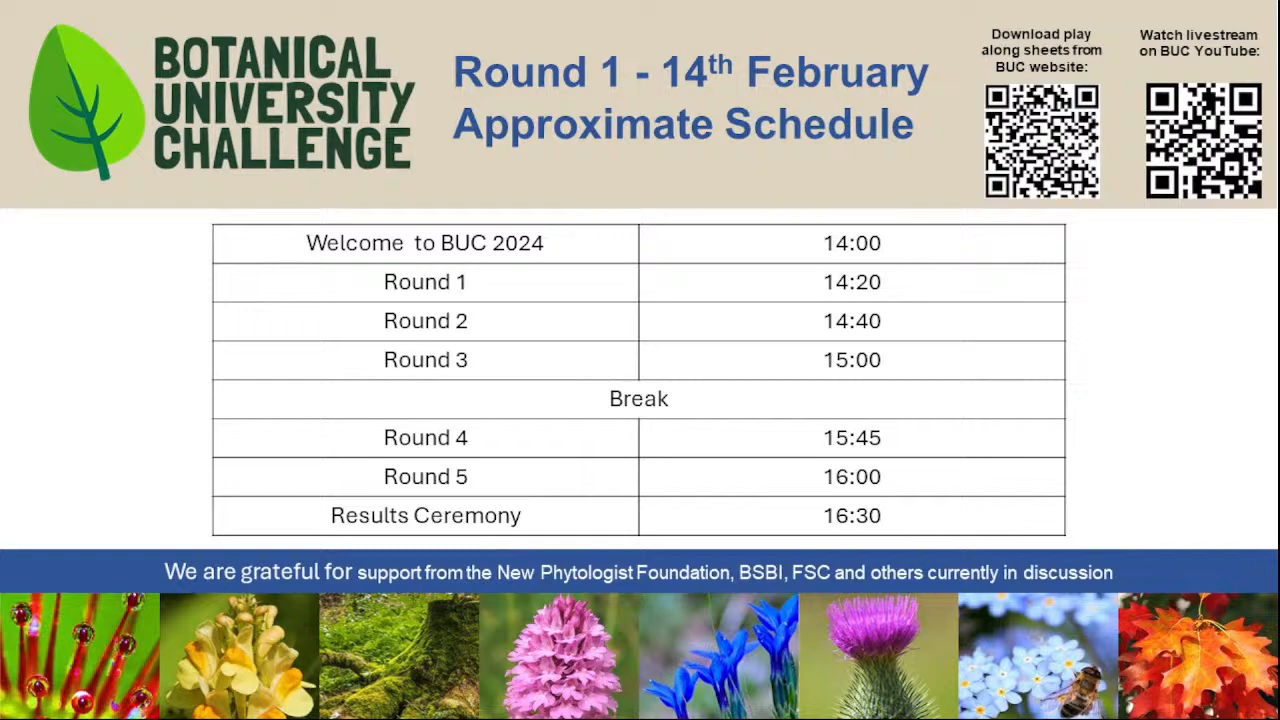 BOTANICAL
UNIVERSITY
CHALLENGE
Round 1 - 14th February
Approximate Schedule
Download play
along sheets from
BUC website:
Watch livestream
on BUC YouTube:
Welcome to BUC 2024 14:00
Round 1 14:20
Round 2 14:40
Round 3 15:00
Break
Round 4 15:45
Round 5 16:00
Results Ceremony 16:30
We are grateful for support from the New Phytologist Foundation, BSBI, FSC and others currently in discussion